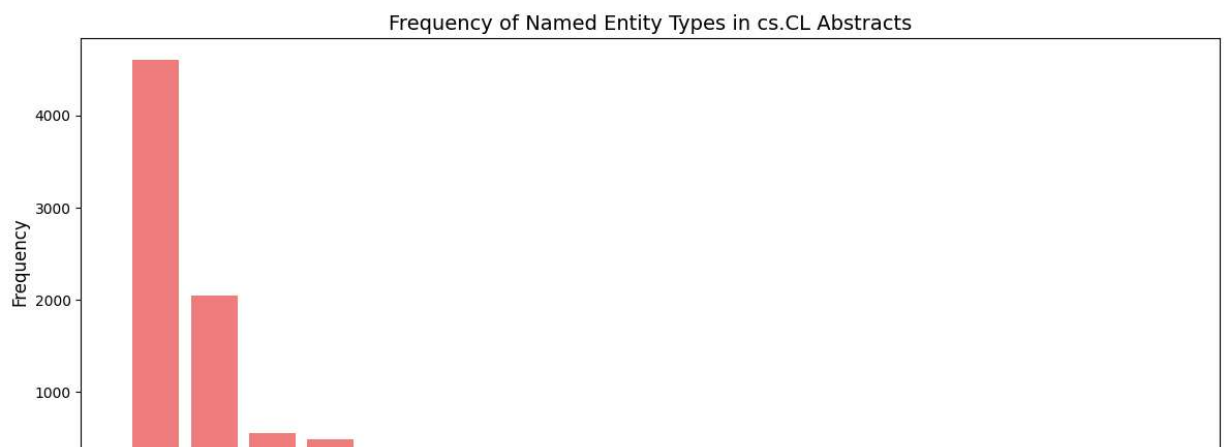 Frequency of Named Entity Types in cs.CL Abstracts
4000
3000
Frequency
2000
1000